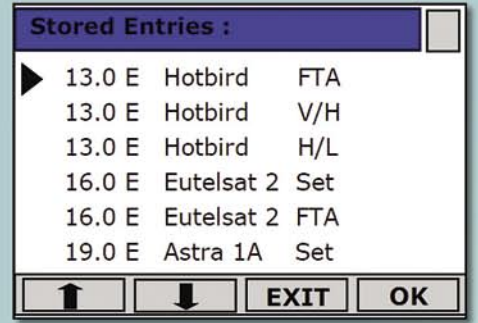 Stored Entries :
13.0 E Hotbird FTA
13.0 E Hotbird V/H
13.0 E Hotbird H/L
16.0 E Eutelsat 2 Set
16.0 E Eutelsat 2 FTA
19.0 E Astra 1A Set
EXIT OK